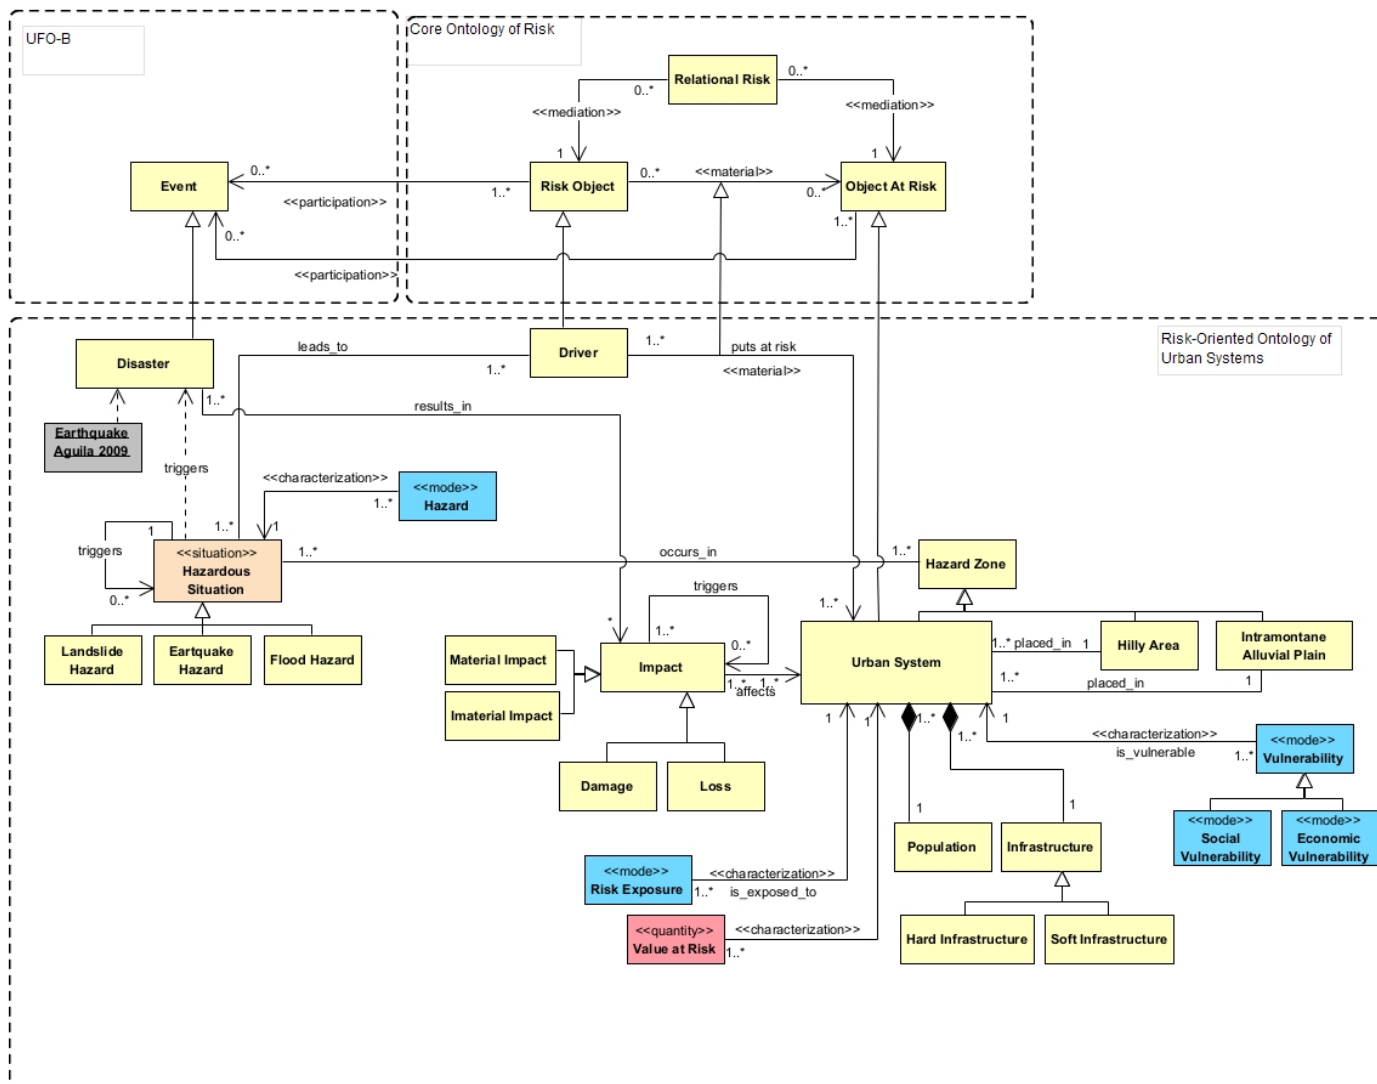 UFO-B
Core Ontology of Risk
Relational Risk
0..*
0..*
<<mediation>>
<<mediation>>
1
1
Event
0..*
1..*
<<participation>>
Risk Object
0..*
<<material>>
0..*
Object At Risk
1..*
0..*
<<participation>>
Risk-Oriented Ontology of
Urban Systems
Disaster
1..*
leads_to
1..*
Driver
1..*
puts at risk
<<material>>
results_in
Earthquake
Aguila 2009
triggers
<<characterization>>
1..*
<<mode>>
Hazard
1
triggers
0..*
1..*
1
<<situation>>
Hazardous
Situation
1..*
occurs_in
1..*
Hazard Zone
Landslide
Hazard
Eartquake
Hazard
Flood Hazard
triggers
1..*
0..*
*
1..*
Material Impact
Imaterial Impact
Impact
1..*
1..*
affects
Urban System
1..*
placed_in
1
Hilly Area
Intramontane
Alluvial Plain
1..*
placed_in
1
Damage
Loss
1
1
1..*
1..*
1
<<characterization>>
is_vulnerable
1..*
<<mode>>
Vulnerability
<<mode>>
Social
Vulnerability
<<mode>>
Economic
Vulnerability
1
1
Population
Infrastructure
<<mode>>
Risk Exposure
<<characterization>>
1..*
is_exposed_to
<<quantity>>
Value at Risk
<<characterization>>
1..*
Hard Infrastructure
Soft Infrastructure